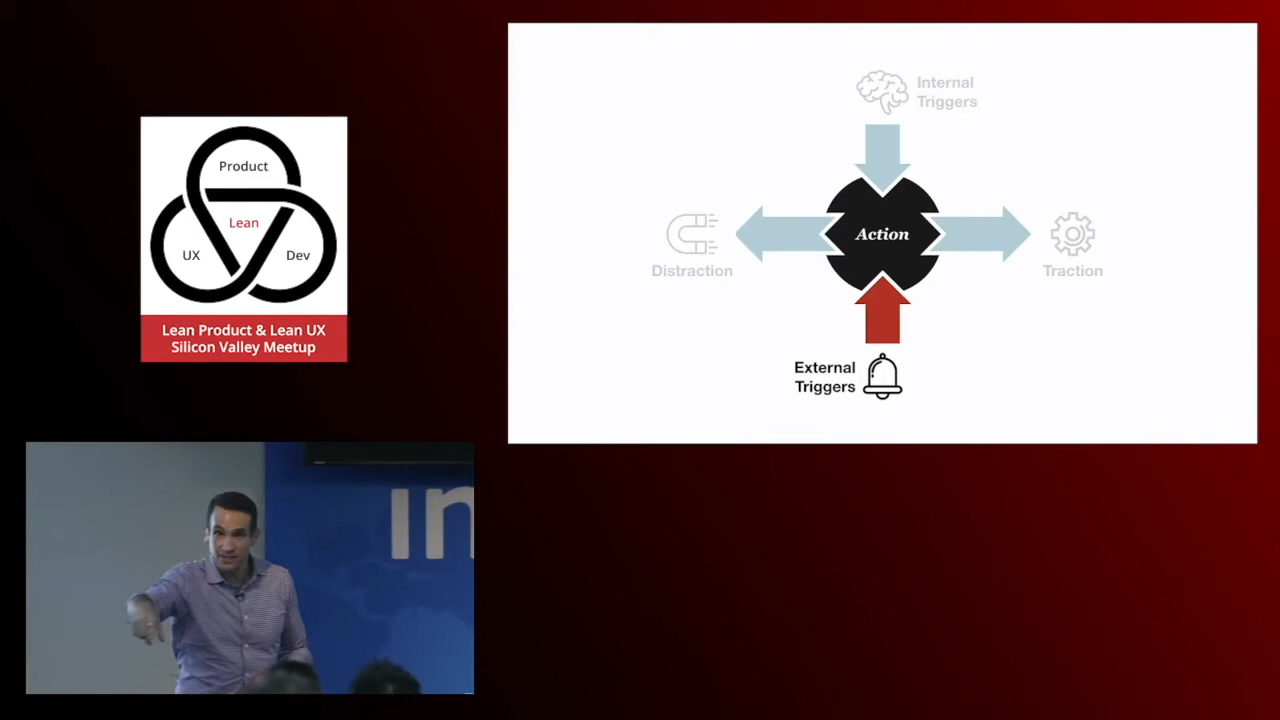 Product
Lean
UX
Dev
Lean Product & Lean UX
Silicon Valley Meetup
Internal
Triggers
Action
Distraction
Traction
External
Triggers
in